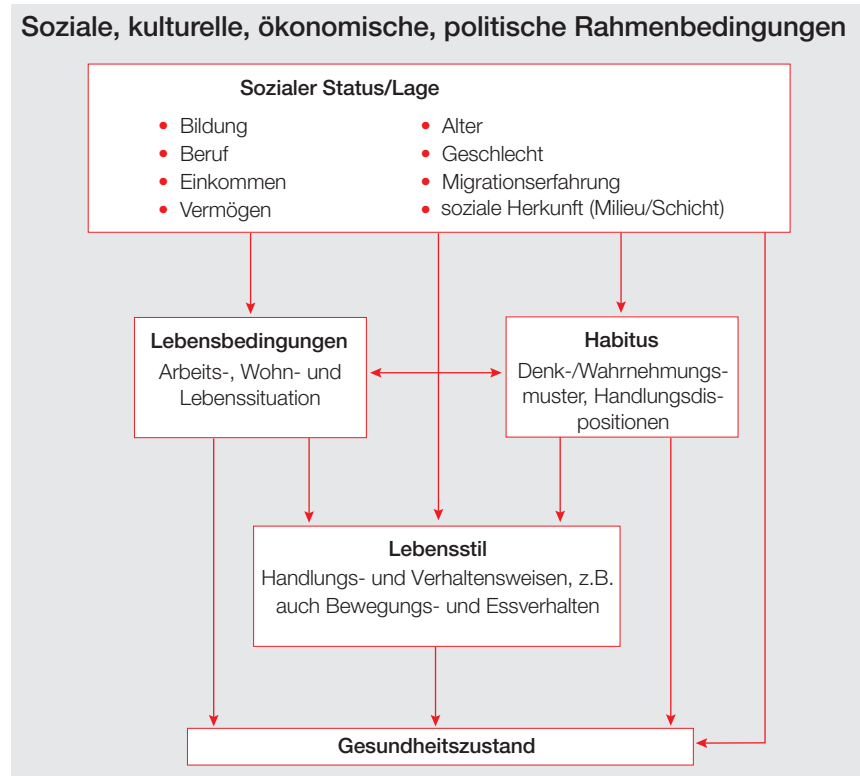 Soziale, kulturelle, ökonomische, politische Rahmenbedingungen
Sozialer Status/Lage
• Bildung
• Beruf
• Einkommen
• Vermögen
• Alter
• Geschlecht
• Migrationserfahrung
• soziale Herkunft (Milieu/Schicht)
Lebensbedingungen
Arbeits-, Wohn- und
Lebenssituation
Habitus
Denk-/Wahrnehmungs-
muster, Handlungsdis-
positionen
Lebensstil
Handlungs- und Verhaltensweisen, z.B.
auch Bewegungs- und Essverhalten
Gesundheitszustand